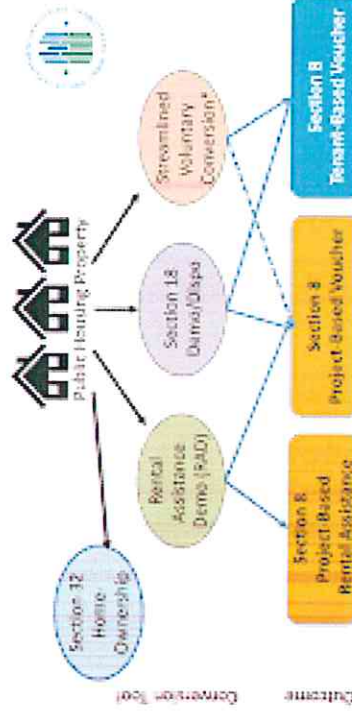 Public Housing Property
Section 32
Home-
Ownership
Rental
Assistance
Demo (RAD)
Section 18
Demo/Dispo
Streamlined
Voluntary
Conversion*
Conversion Tool
Outcome
Section 8
Project-Based
Rental Assistance
Section 8
Project-Based Voucher
Section 8
Tenant-Based Voucher